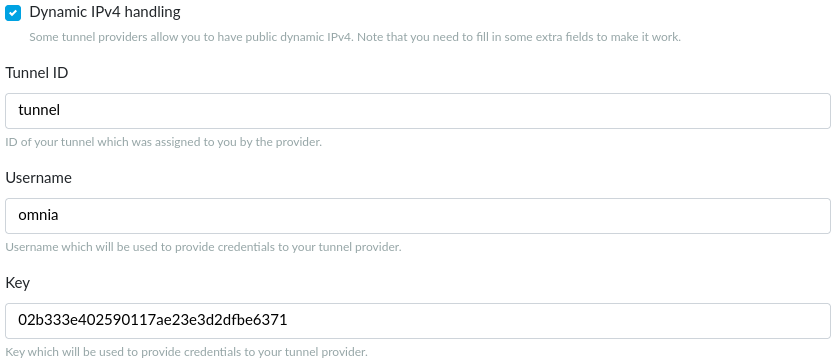 Dynamic IPv4 handling
Some tunnel providers allow you to have public dynamic IPv4. Note that you need to fill in some extra fields to make it work.
Tunnel ID
tunnel
ID of your tunnel which was assigned to you by the provider.
Username
omnia
Username which will be used to provide credentials to your tunnel provider.
Key
02b333e402590117ae23e3d2dfbe6371
Key which will be used to provide credentials to your tunnel provider.